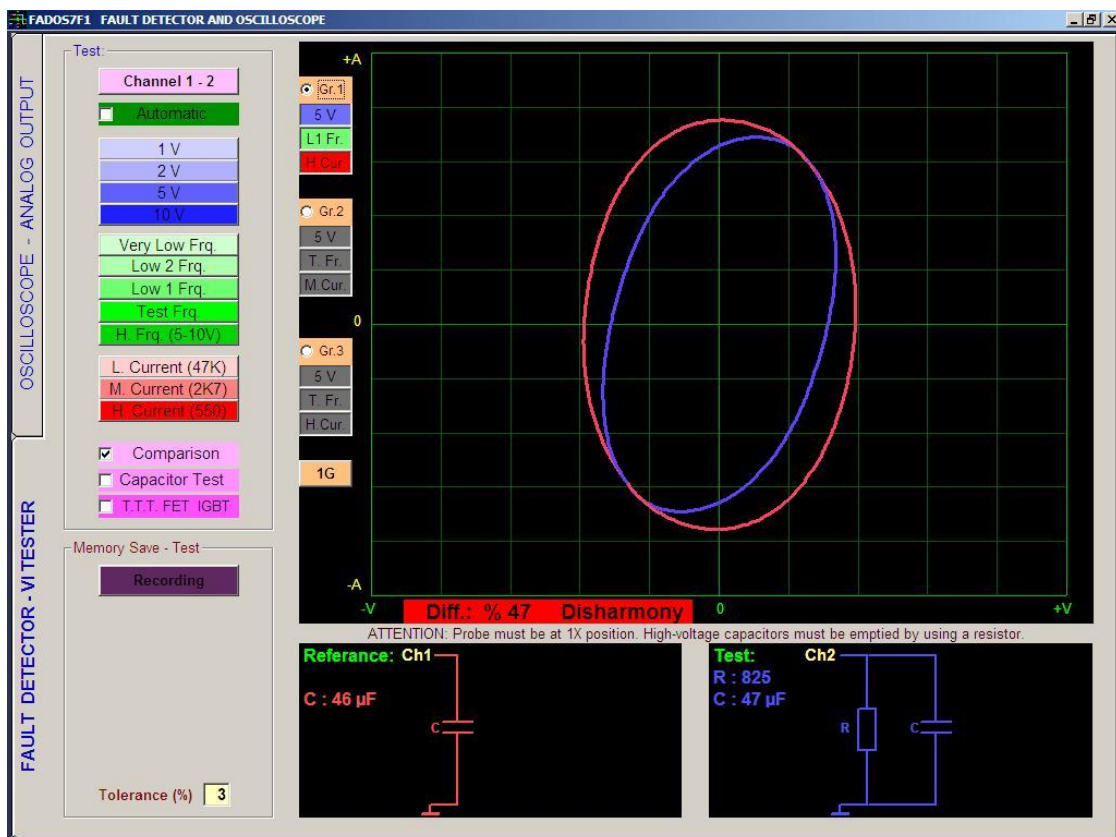 FADOS7F1 FAULT DETECTOR AND OSCILLOSCOPE
OSCILLOSCOPE - ANALOG OUTPUT
FAULT DETECTOR - VI TESTER
Test:
Channel 1 - 2
Automatic
1 V
2 V
5 V
10 V
Very Low Frq.
Low 2 Frq.
Low 1 Frq.
Test Frq.
H. Frq. (5-10V)
L. Current (47K)
M. Current (2K7)
H. Current (550)
Comparison
Capacitor Test
T.T.T. FET IGBT
Memory Save - Test
Recording
Tolerance (%) 3
Gr.1
5 V
L1 Fr.
H.Cur.
Gr.2
5 V
T. Fr.
M.Cur.
Gr.3
5 V
T. Fr.
H.Cur.
1G
+A
0
-A
-V
Diff.: % 47 Disharmony
0
+V
ATTENTION: Probe must be at 1X position. High-voltage capacitors must be emptied by using a resistor.
Referance: Ch1
C : 46 µF
C
Test: Ch2
R : 825
C : 47 µF
R
C